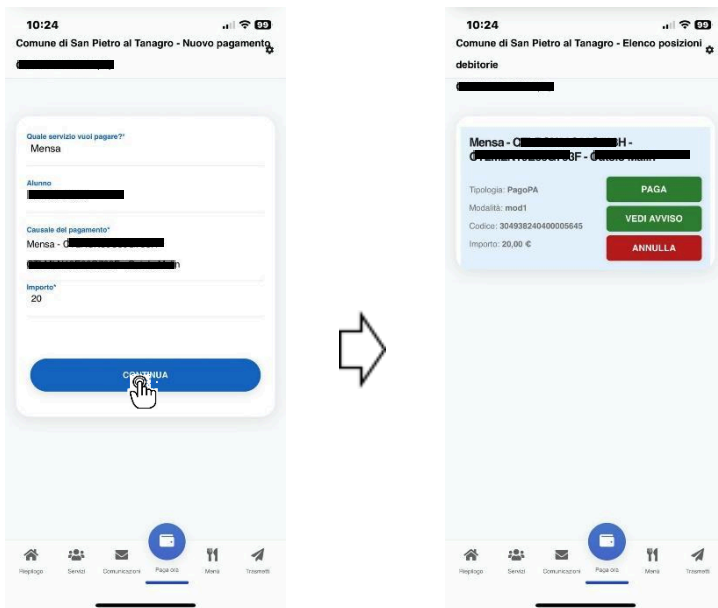 10:24
99
Comune di San Pietro al Tanagro - Nuovo pagamento
Quale servizio vuoi pagare?*
Mensa
Alunno
Causale del pagamento*
Mensa -
Importo*
20
CONTINUA
Riepilogo
Servizi
Comunicazioni
Paga ora
Menù
Trasmetti
10:24
99
Comune di San Pietro al Tanagro - Elenco posizioni
debitorie
Mensa - C
Tipologia: PagoPA
Modalità: mod1
Codice: 304938240400005645
Importo: 20,00 €
PAGA
VEDI AVVISO
ANNULLA
Riepilogo
Servizi
Comunicazioni
Paga ora
Menù
Trasmetti